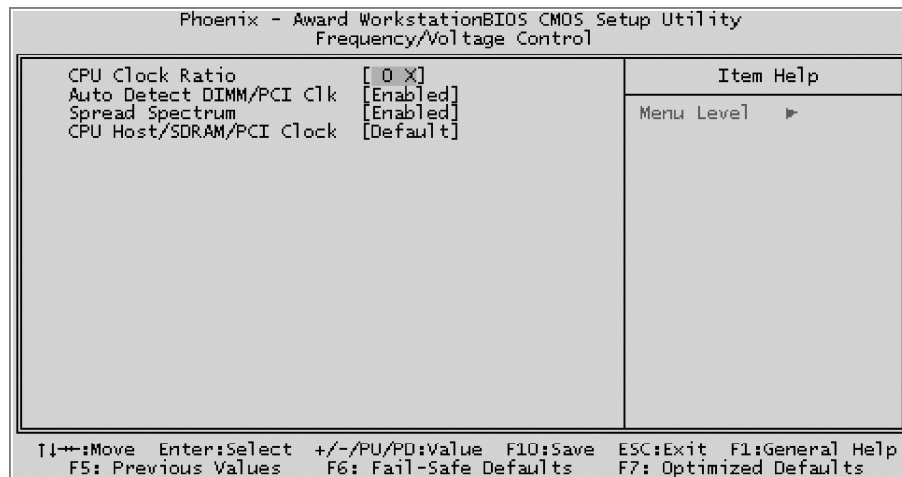 Phoenix - Award WorkstationBIOS CMOS Setup Utility
Frequency/Voltage Control
CPU Clock Ratio [ 0 X]
Auto Detect DIMM/PCI Clk [Enabled]
Spread Spectrum [Enabled]
CPU Host/SDRAM/PCI Clock [Default]
Item Help
Menu Level ►
↑↓→←:Move Enter:Select +/-/PU/PD:Value F10:Save ESC:Exit F1:General Help
F5: Previous Values F6: Fail-Safe Defaults F7: Optimized Defaults